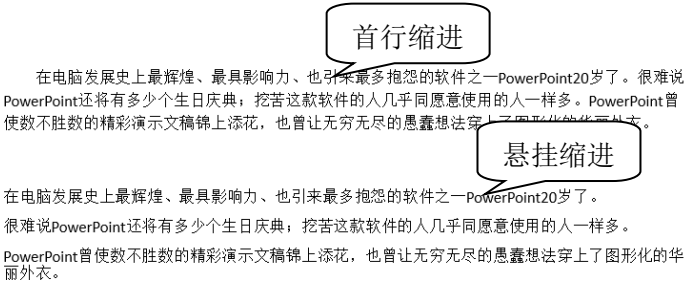 首行缩进
在电脑发展史上最辉煌、最具影响力、也引来最多抱怨的软件之一PowerPoint20岁了。很难说
PowerPoint还将有多少个生日庆典；挖苦这款软件的人几乎同愿意使用的人一样多。PowerPoint曾
使数不胜数的精彩演示文稿锦上添花，也曾让无穷无尽的愚蠢想法穿上了图形化的华丽外衣。
悬挂缩进
在电脑发展史上最辉煌、最具影响力、也引来最多抱怨的软件之一PowerPoint20岁了。
很难说PowerPoint还将有多少个生日庆典；挖苦这款软件的人几乎同愿意使用的人一样多。
PowerPoint曾使数不胜数的精彩演示文稿锦上添花，也曾让无穷无尽的愚蠢想法穿上了图形化的华
丽外衣。